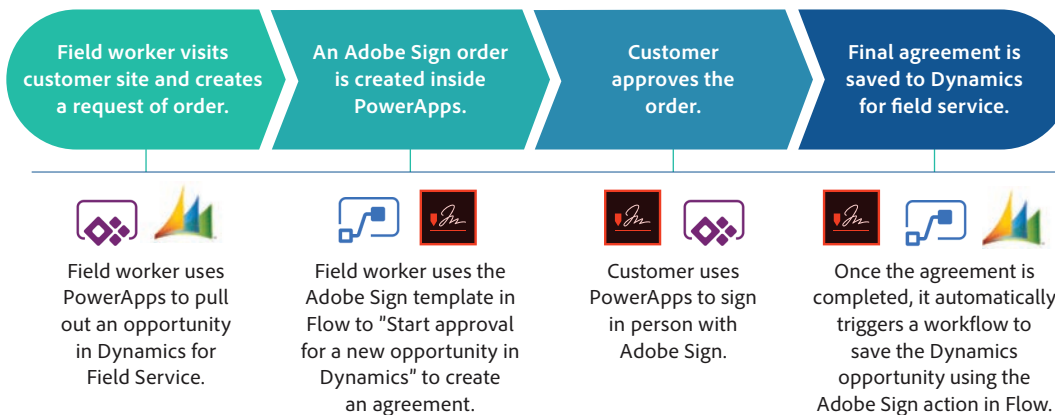 Field worker visits
customer site and creates
a request of order.
An Adobe Sign order
is created inside
PowerApps.
Customer
approves the
order.
Final agreement is
saved to Dynamics
for field service.
Field worker uses
PowerApps to pull
out an opportunity
in Dynamics for
Field Service.
Field worker uses the
Adobe Sign template in
Flow to "Start approval
for a new opportunity in
Dynamics" to create
an agreement.
Customer uses
PowerApps to sign
in person with
Adobe Sign.
Once the agreement is
completed, it automatically
triggers a workflow to
save the Dynamics
opportunity using the
Adobe Sign action in Flow.